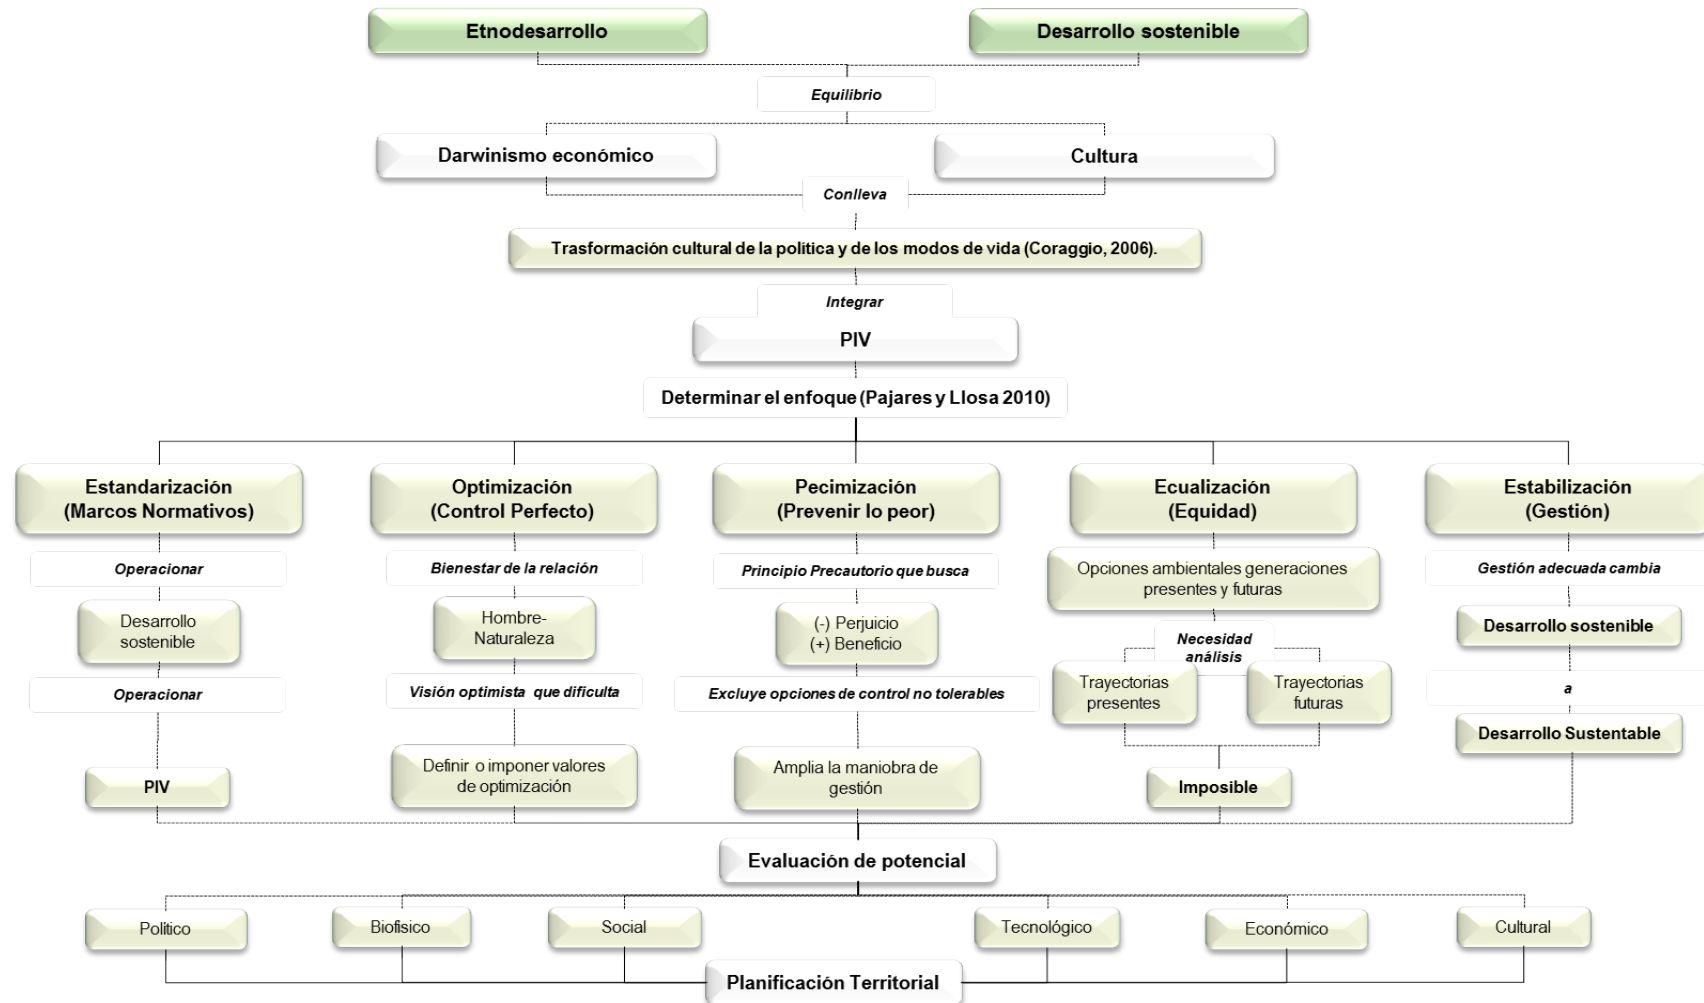 Etnodesarrollo
Desarrollo sostenible
Equilibrio
Darwinismo económico
Cultura
Conlleva
Trasformación cultural de la política y de los modos de vida (Coraggio, 2006).
Integrar
PIV
Determinar el enfoque (Pajares y Llosa 2010)
Estandarización
(Marcos Normativos)
Optimización
(Control Perfecto)
Pecimización
(Prevenir lo peor)
Ecualización
(Equidad)
Estabilización
(Gestión)
Operacionar
Desarrollo
sostenible
Operacionar
PIV
Bienestar de la relación
Hombre-
Naturaleza
Visión optimista que dificulta
Definir o imponer valores
de optimización
Principio Precautorio que busca
(-) Perjuicio
(+) Beneficio
Excluye opciones de control no tolerables
Amplia la maniobra de
gestión
Opciones ambientales generaciones
presentes y futuras
Necesidad
análisis
Trayectorias
presentes
Trayectorias
futuras
Imposible
Gestión adecuada cambia
Desarrollo sostenible
a
Desarrollo Sustentable
Evaluación de potencial
Político
Biofísico
Social
Tecnológico
Económico
Cultural
Planificación Territorial